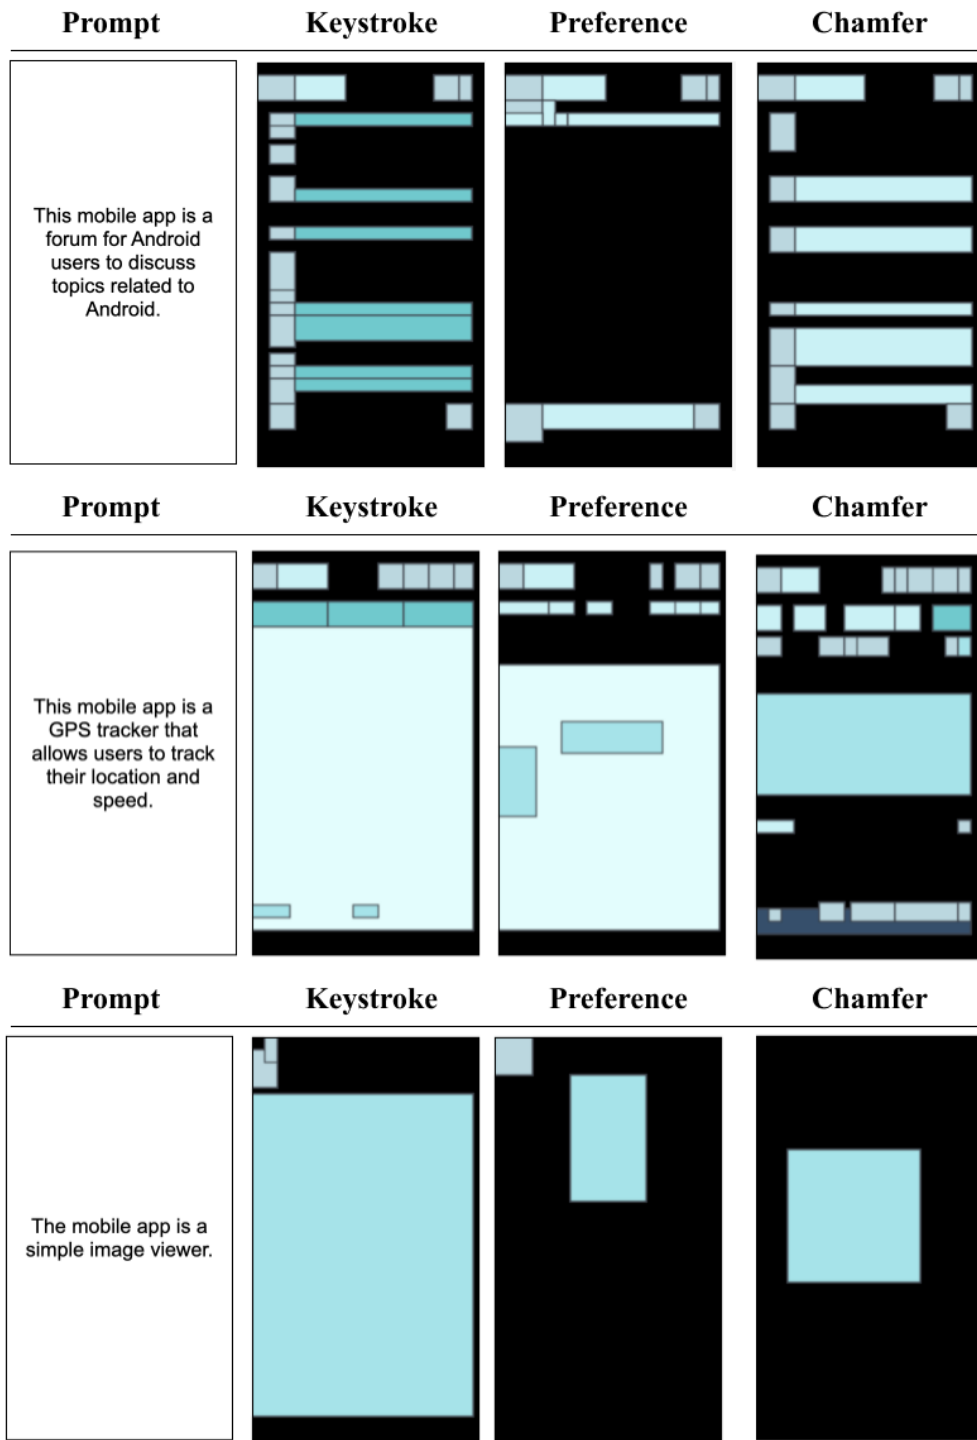 Prompt Keystroke Preference Chamfer
This mobile app is a
forum for Android
users to discuss
topics related to
Android.
Prompt Keystroke Preference Chamfer
This mobile app is a
GPS tracker that
allows users to track
their location and
speed.
Prompt Keystroke Preference Chamfer
The mobile app is a
simple image viewer.